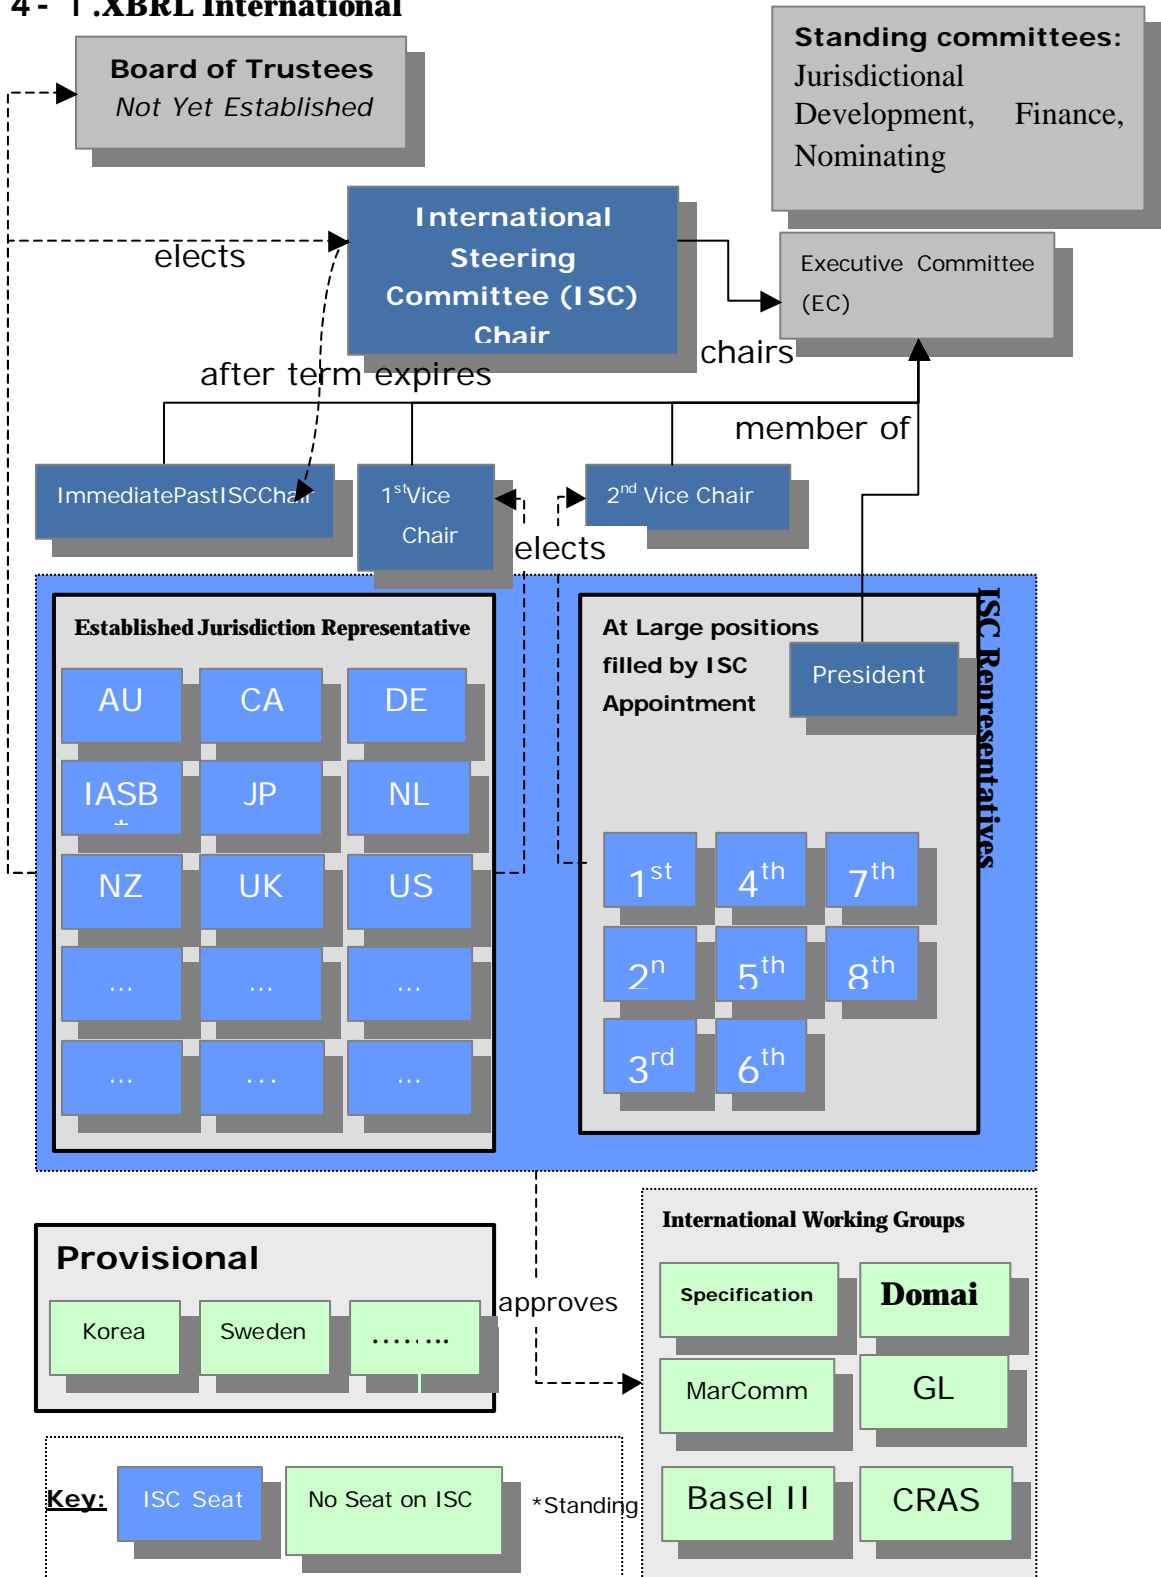 4-1.XBRL International
Board of Trustees
Not Yet Established
Standing committees:
Jurisdictional
Development, Finance,
Nominating
International
Steering
Committee (ISC)
Chair
elects
Executive Committee
(EC)
chairs
after term expires
member of
ImmediatePastISCChair
1st Vice
Chair
2nd Vice Chair
elects
ISC Representatives
Established Jurisdiction Representative
AU CA DE
IASB JP NL
*
NZ UK US
... ... ...
... ... ...
At Large positions
filled by ISC
Appointment
President
1st 4th 7th
2n 5th 8th
3rd 6th
Provisional
Korea Sweden ........
approves
International Working Groups
Specification Domai
MarComm GL
Basel II CRAS
Key: ISC Seat No Seat on ISC *Standing